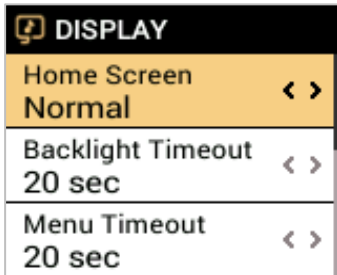 DISPLAY
Home Screen
Normal
Backlight Timeout
20 sec
Menu Timeout
20 sec